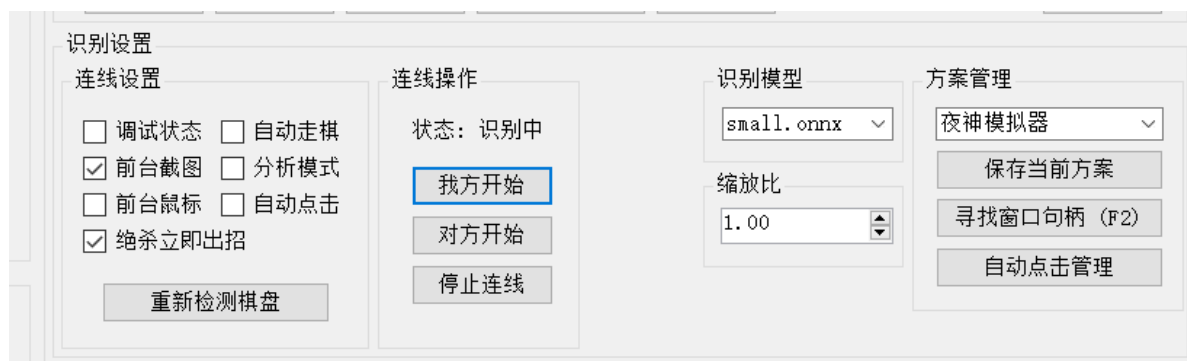 识别设置
连线设置
调试状态 自动走棋
前台截图 分析模式
前台鼠标 自动点击
绝杀立即出招
重新检测棋盘
连线操作
状态: 识别中
我方开始
对方开始
停止连线
识别模型
small.onnx
缩放比
1.00
方案管理
夜神模拟器
保存当前方案
寻找窗口句柄 (F2)
自动点击管理